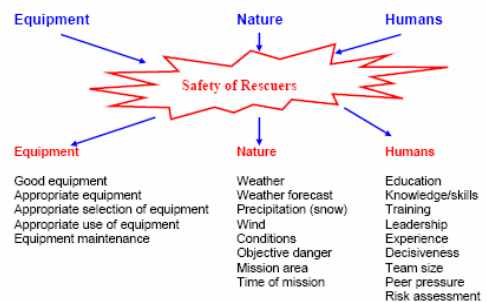 Equipment Nature Humans
Safety of Rescuers
Equipment
Good equipment
Appropriate equipment
Appropriate selection of equipment
Appropriate use of equipment
Equipment maintenance
Nature
Weather
Weather forecast
Precipitation (snow)
Wind
Conditions
Objective danger
Mission area
Time of mission
Humans
Education
Knowledge/skills
Training
Leadership
Experience
Decisiveness
Team size
Peer pressure
Risk assessment